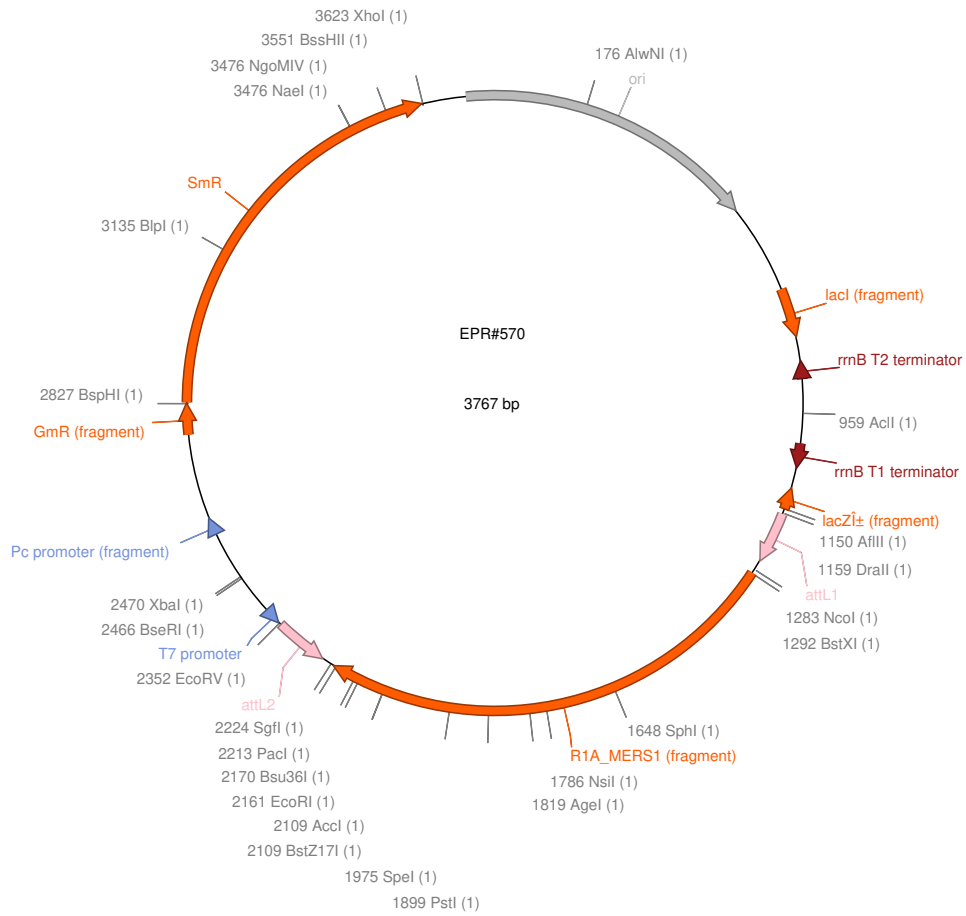 3623 XhoI (1)
3551 BssHII (1)
3476 NgoMIV (1)
3476 NaeI (1)
176 AlwNI (1)
ori
SmR
3135 BlpI (1)
lacI (fragment)
EPR#570
rrnB T2 terminator
2827 BspHI (1)
3767 bp
959 AclI (1)
GmR (fragment)
rrnB T1 terminator
lacZÎ± (fragment)
1150 AflII (1)
Pc promoter (fragment)
1159 DraII (1)
attL1
2470 XbaI (1)
1283 NcoI (1)
2466 BseRI (1)
1292 BstXI (1)
T7 promoter
2352 EcoRV (1)
attL2
2224 SgfI (1)
1648 SphI (1)
2213 PacI (1)
R1A_MERS1 (fragment)
2170 Bsu36I (1)
1786 NsiI (1)
2161 EcoRI (1)
1819 AgeI (1)
2109 AccI (1)
2109 BstZ17I (1)
1975 SpeI (1)
1899 PstI (1)